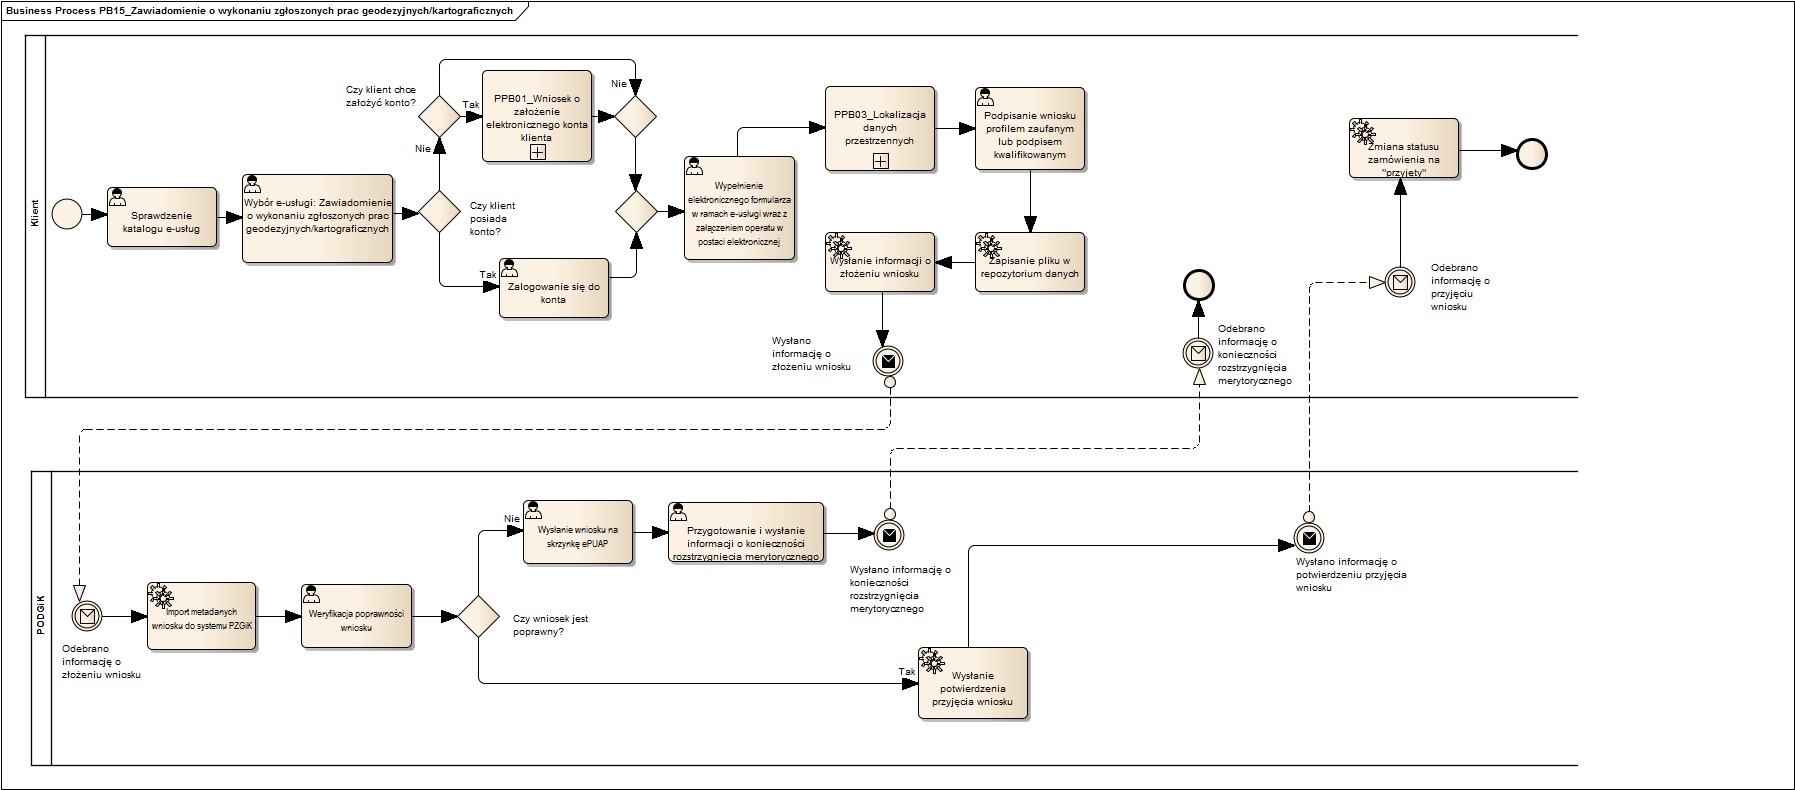 Business Process PB15_Zawiadomienie o wykonaniu zgłoszonych prac geodezyjnych/kartograficznych
Klient
Sprawdzenie
katalogu e-usług
Wybór e-usługi: Zawiadomienie
o wykonaniu zgłoszonych prac
geodezyjnych/kartograficznych
Czy klient
posiada
konto?
Nie
Tak
Czy klient chce
założyć konto?
Tak
Nie
PPB01_Wniosek o
założenie
elektronicznego konta
klienta
Zalogowanie się do
konta
Wypełnienie
elektronicznego formularza
w ramach e-usługi wraz z
załączeniem operatu w
postaci elektronicznej
PPB03_Lokalizacja
danych
przestrzennych
Podpisanie wniosku
profilem zaufanym
lub podpisem
kwalifikowanym
Zapisanie pliku w
repozytorium danych
Wysłanie informacji o
złożeniu wniosku
Wysłano
informację o
złożeniu wniosku
Odebrano
informację o
konieczności
rozstrzygnięcia
merytorycznego
Odebrano
informację o
przyjęciu
wniosku
Zmiana statusu
zamówienia na
"przyjęty"
PODGiK
Odebrano
informację o
złożeniu wniosku
Import metadanych
wniosku do systemu PZGiK
Weryfikacja poprawności
wniosku
Czy wniosek jest
poprawny?
Nie
Wysłanie wniosku na
skrzynkę ePUAP
Przygotowanie i wysłanie
informacji o konieczności
rozstrzygnięcia merytorycznego
Wysłano informację o
konieczności
rozstrzygnięcia
merytorycznego
Tak
Wysłanie
potwierdzenia
przyjęcia wniosku
Wysłano informację o
potwierdzeniu przyjęcia
wniosku